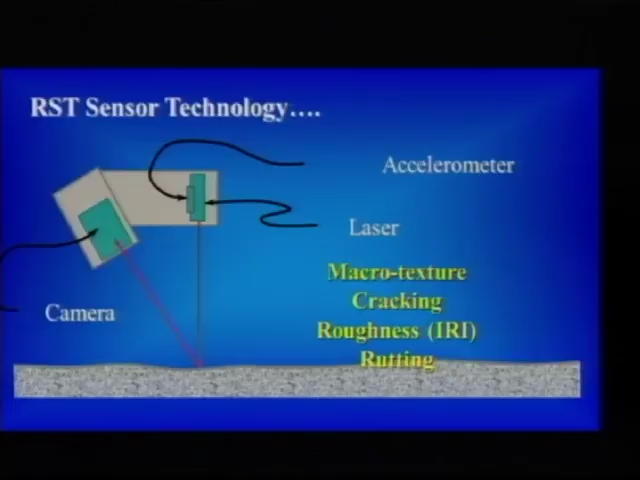 RST Sensor Technology....
Accelerometer
Laser
Macro-texture
Cracking
Camera
Roughness (IRI)
Rutting